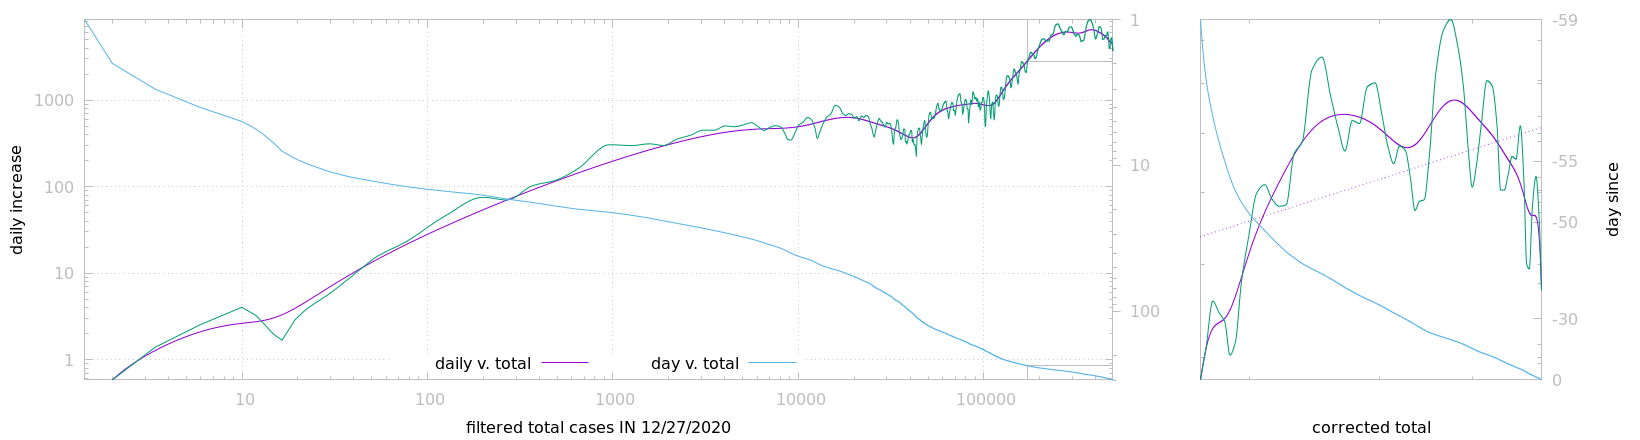 1
-59
1000
daily increase
10
-55
100
day since
-50
10
100
-30
1
daily v. total
day v. total
0
10
100
1000
10000
100000
filtered total cases IN 12/27/2020
corrected total